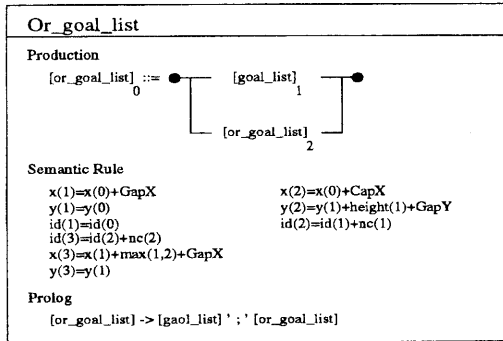 Or_goal_list
Production
[or_goal_list] ::= [goal_list]
0 1
[or_goal_list]
2
Semantic Rule
x(1)=x(0)+GapX x(2)=x(0)+CapX
y(1)=y(0) y(2)=y(1)+height(1)+GapY
id(1)=id(0) id(2)=id(1)+nc(1)
id(3)=id(2)+nc(2)
x(3)=x(1)+max(1,2)+GapX
y(3)=y(1)
Prolog
[or_goal_list] -> [gaol_list] ' ; ' [or_goal_list]